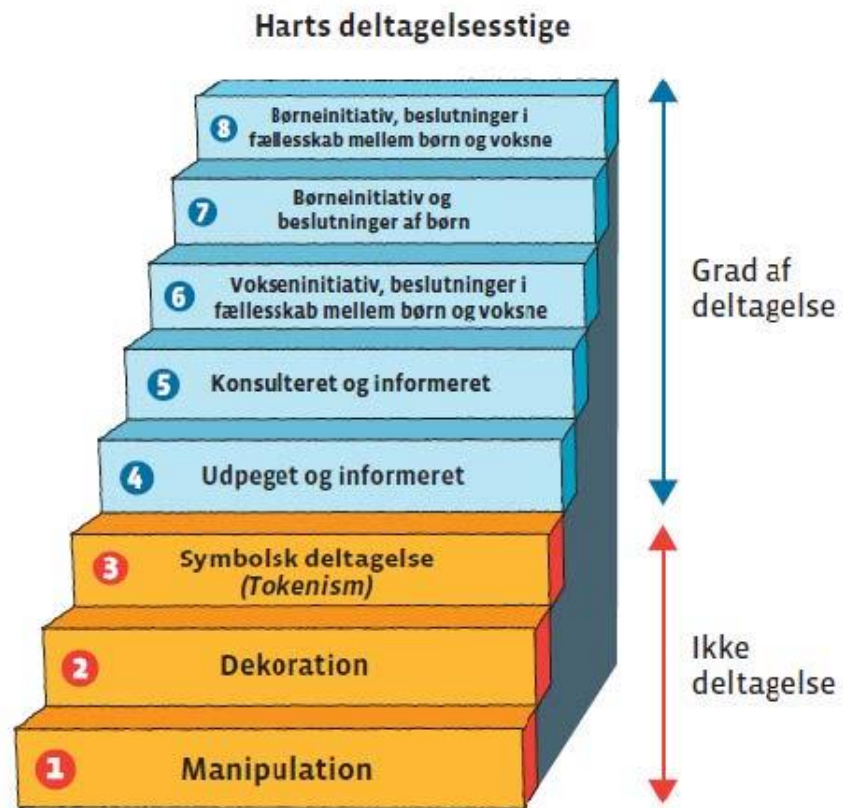 Harts deltagelsesstige
8 Børneinitiativ, beslutninger i
fællesskab mellem børn og voksne
7 Børneinitiativ og
beslutninger af børn
6 Vokseninitiativ, beslutninger i
fællesskab mellem børn og voksne
5 Konsulteret og informeret
4 Udpeget og informeret
Grad af
deltagelse
3 Symbolsk deltagelse
(Tokenism)
2 Dekoration
1 Manipulation
Ikke
deltagelse